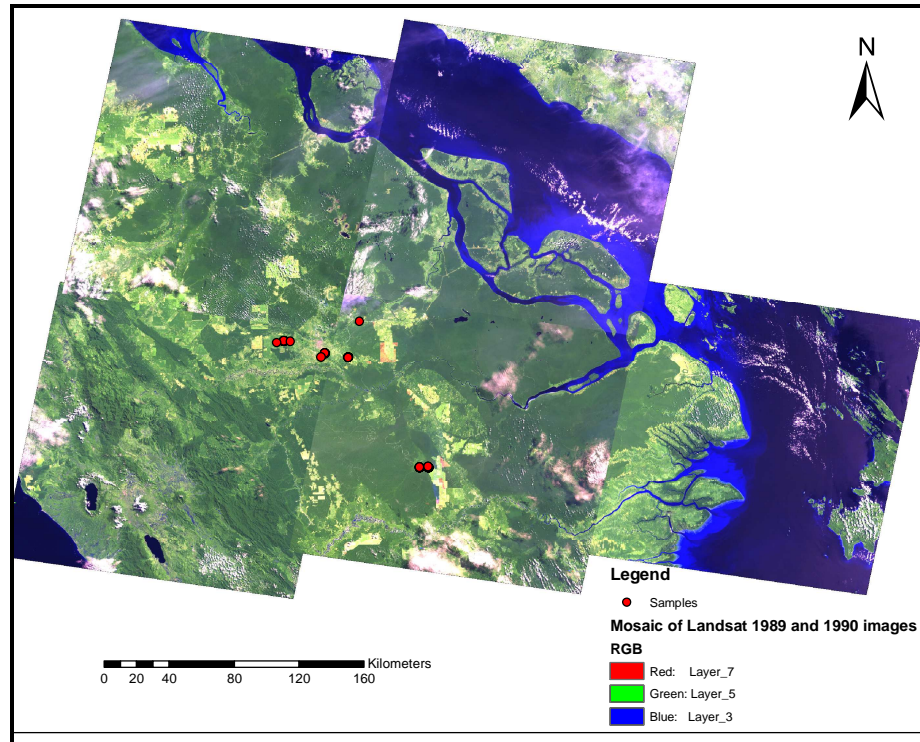 N
Legend
Samples
Mosaic of Landsat 1989 and 1990 images
RGB
Red: Layer_7
Green: Layer_5
Blue: Layer_3
Kilometers
0 20 40 80 120 160